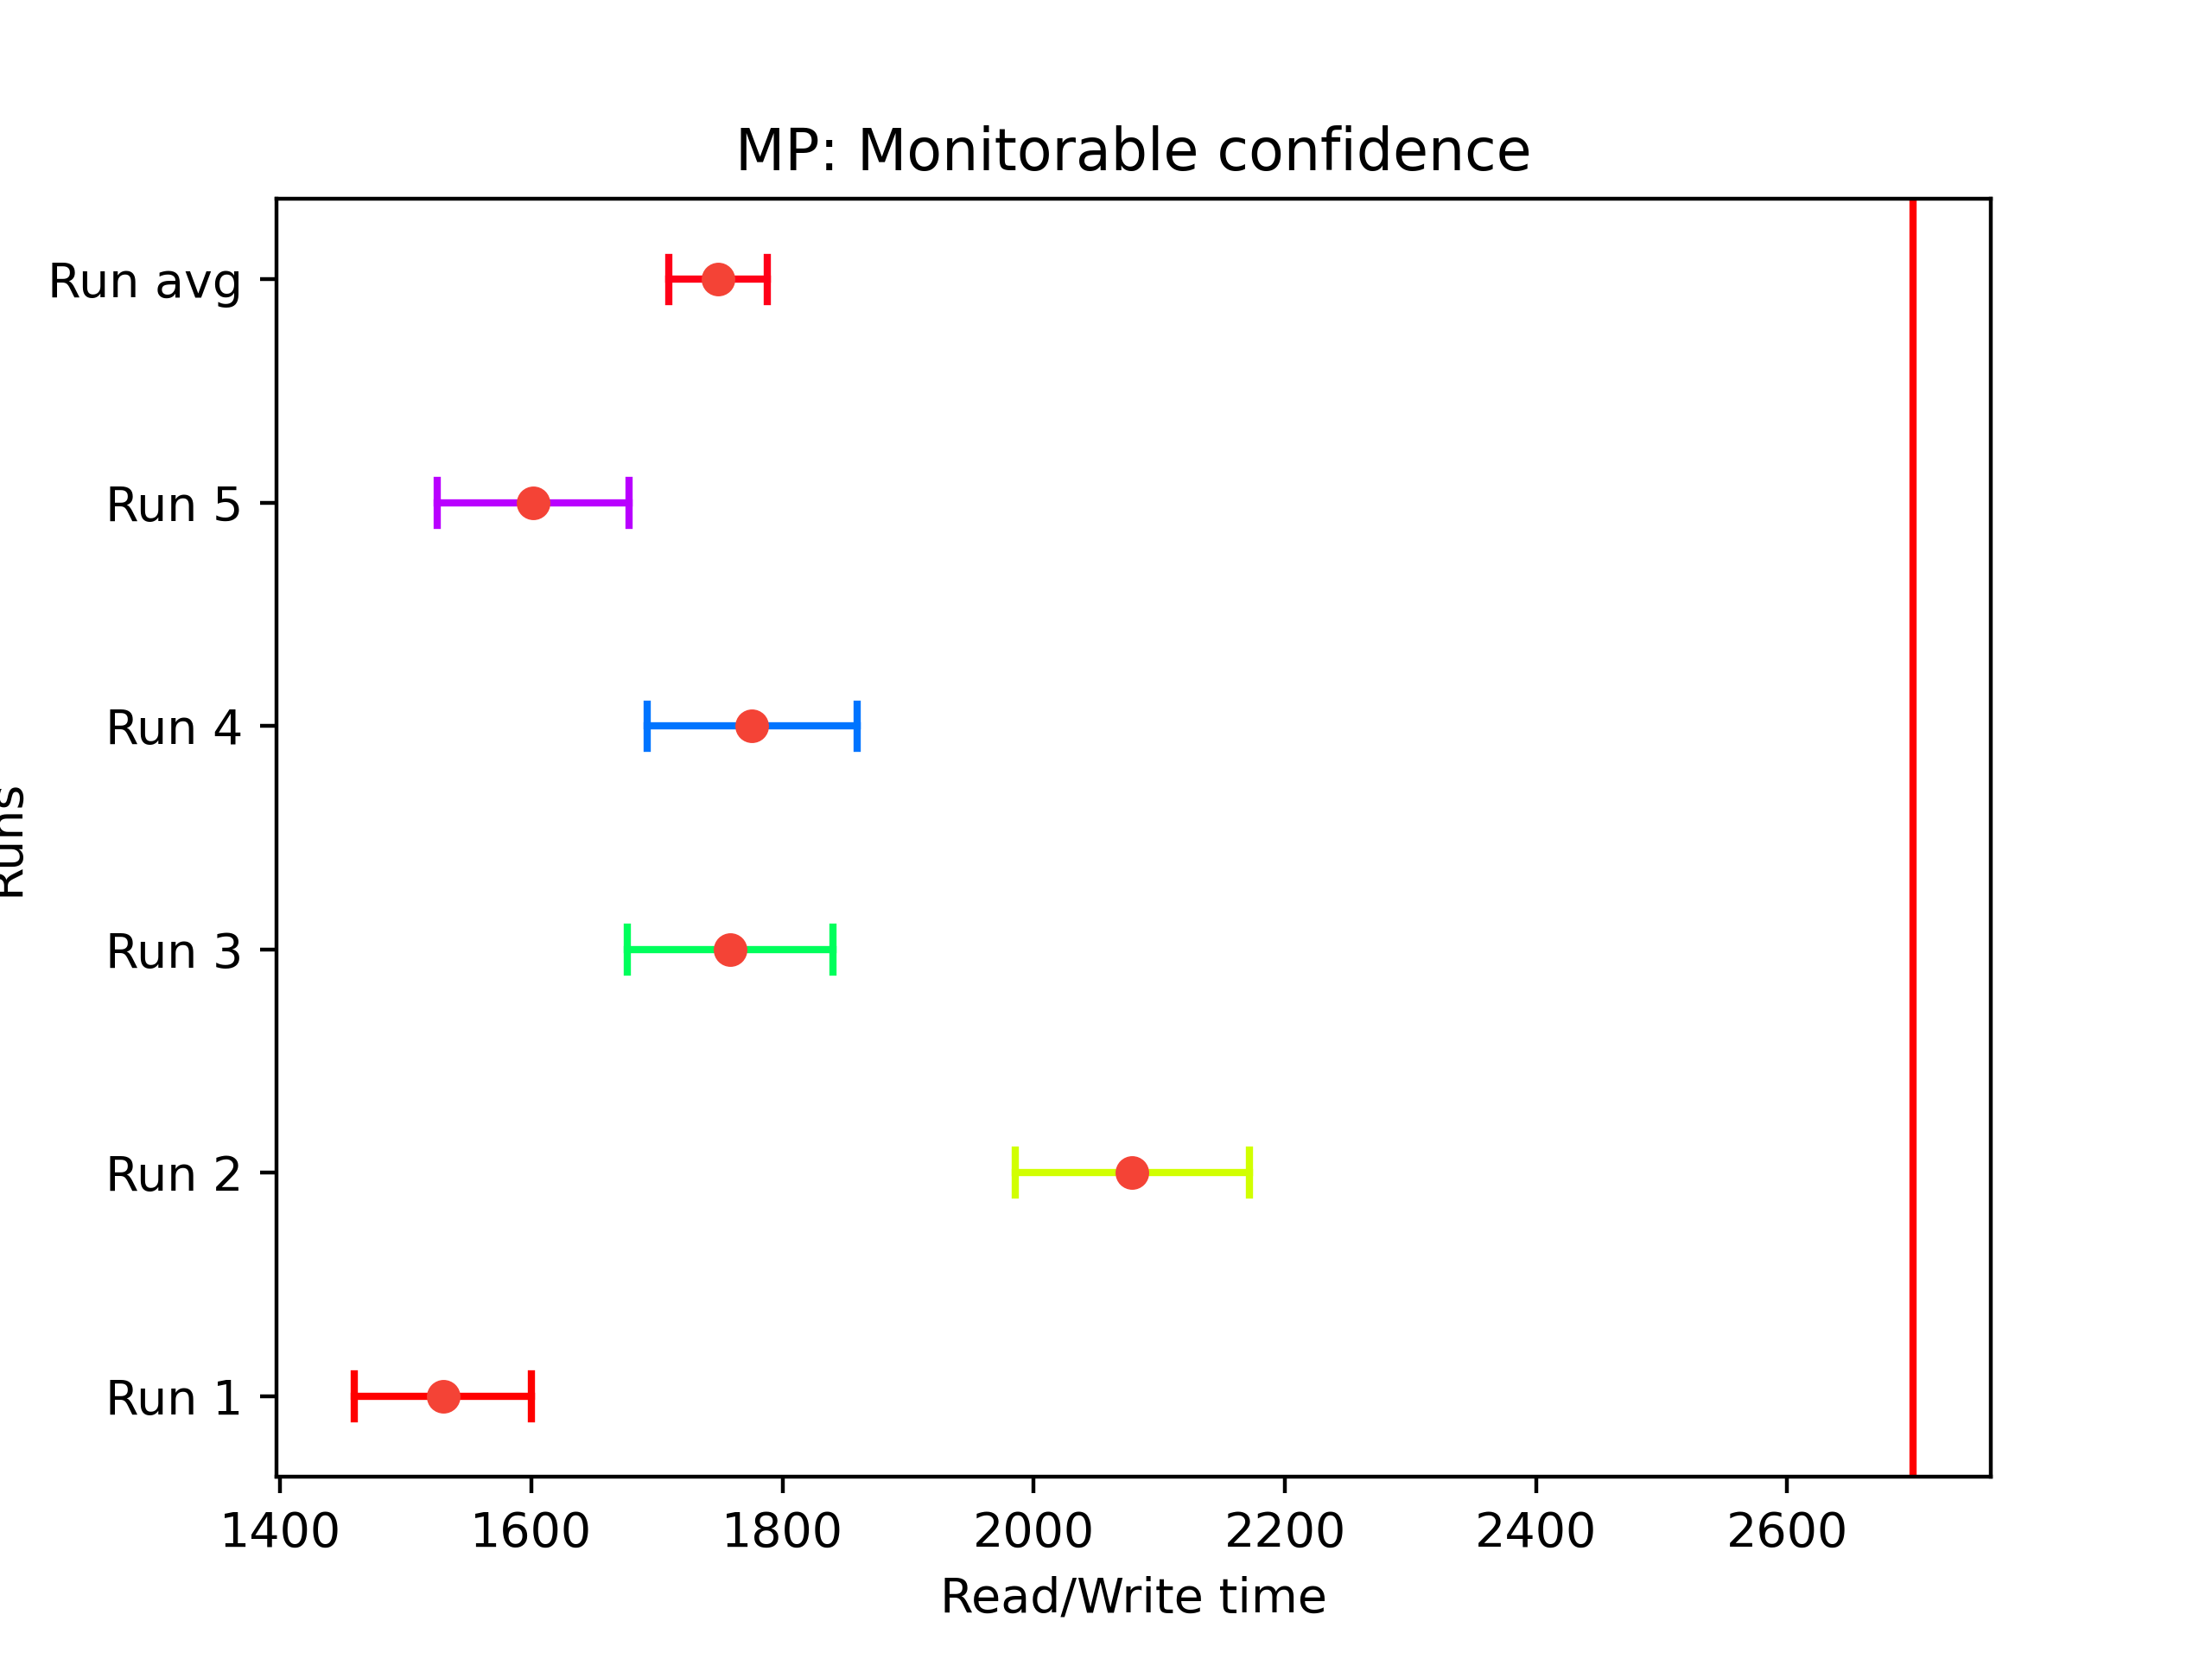 MP: Monitorable confidence
Run avg
Run 5
Run 4
Run 3
Run 2
Run 1
Runs
1400 1600 1800 2000 2200 2400 2600
Read/Write time